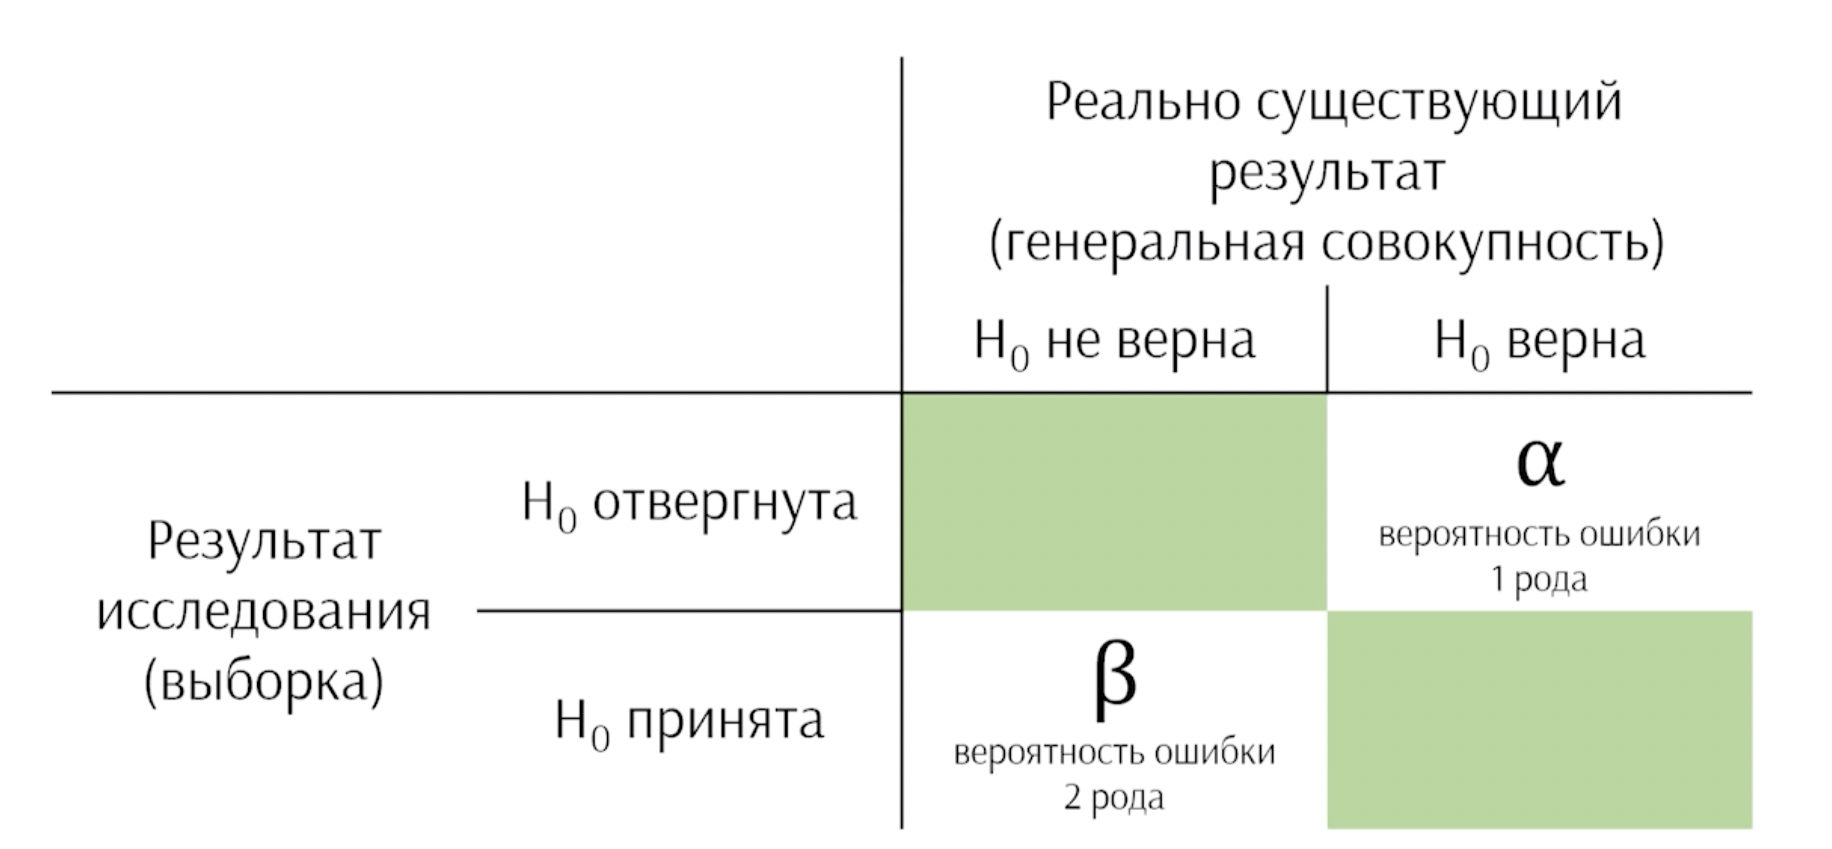 Реально существующий
результат
(генеральная совокупность)
H₀ не верна
H₀ верна
Результат
исследования
(выборка)
H₀ отвергнута
α
вероятность ошибки
1 рода
H₀ принята
β
вероятность ошибки
2 рода